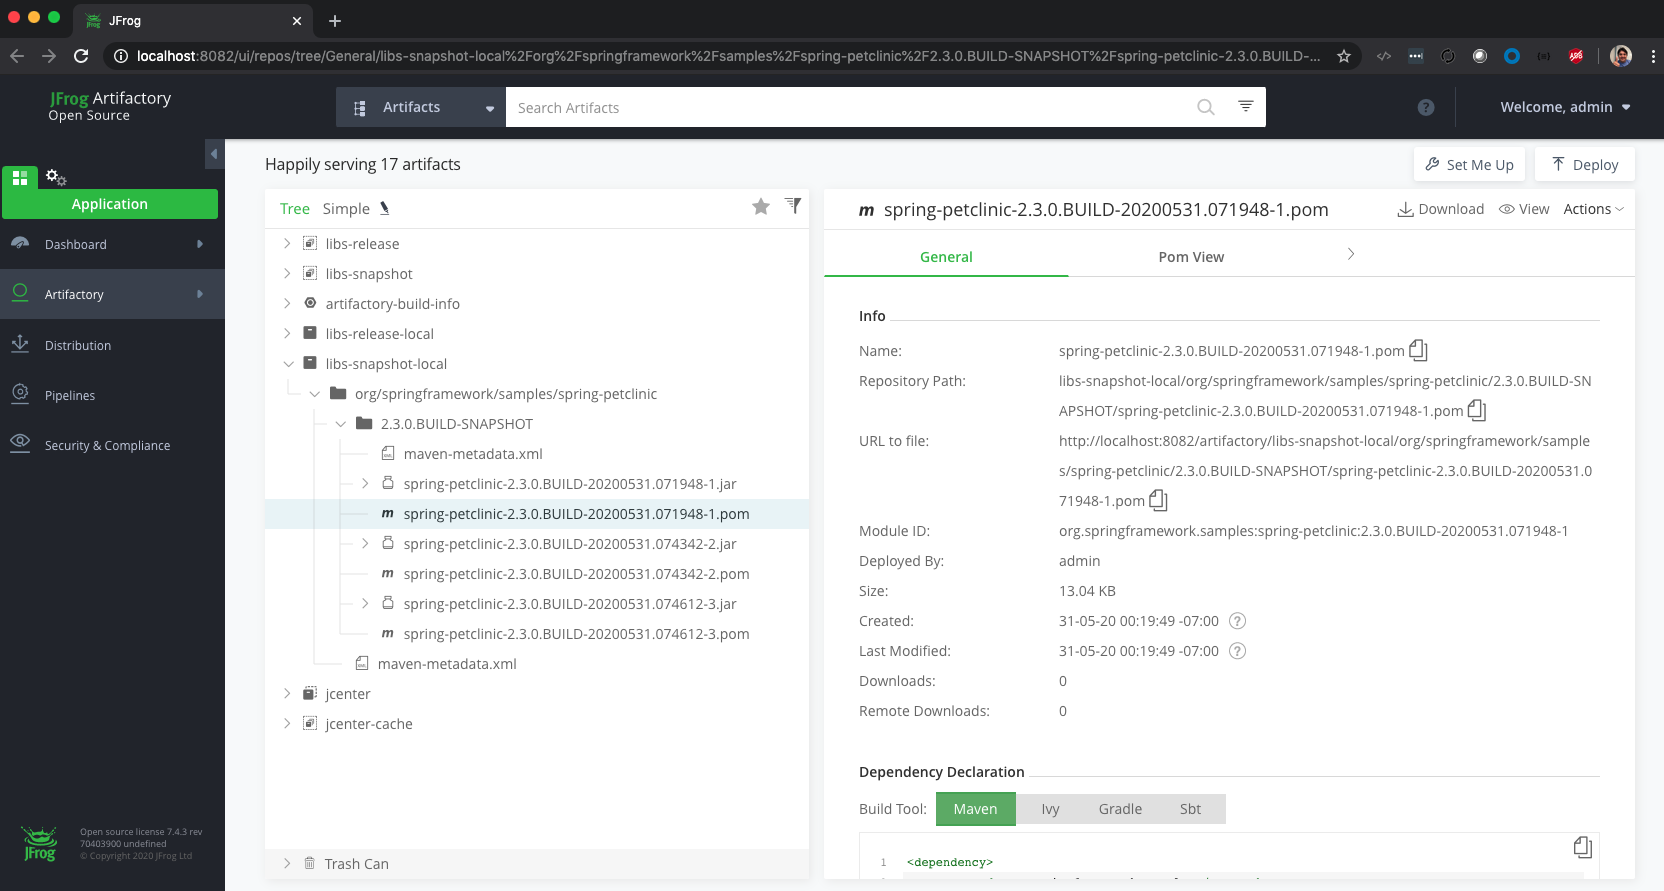 JFrog
localhost:8082/ui/repos/tree/General/libs-snapshot-local%2Forg%2Fspringframework%2Fsamples%2Fspring-petclinic%2F2.3.0.BUILD-SNAPSHOT%2Fspring-petclinic-2.3.0.BUILD-...
ABP
JFrog Artifactory
Open Source
Artifacts
Search Artifacts
Welcome, admin
Happily serving 17 artifacts
Set Me Up
Deploy
Application
Dashboard
Artifactory
Distribution
Pipelines
Security & Compliance
Tree Simple
libs-release
libs-snapshot
artifactory-build-info
libs-release-local
libs-snapshot-local
org/springframework/samples/spring-petclinic
2.3.0.BUILD-SNAPSHOT
maven-metadata.xml
spring-petclinic-2.3.0.BUILD-20200531.071948-1.jar
m spring-petclinic-2.3.0.BUILD-20200531.071948-1.pom
spring-petclinic-2.3.0.BUILD-20200531.074342-2.jar
m spring-petclinic-2.3.0.BUILD-20200531.074342-2.pom
spring-petclinic-2.3.0.BUILD-20200531.074612-3.jar
m spring-petclinic-2.3.0.BUILD-20200531.074612-3.pom
maven-metadata.xml
jcenter
jcenter-cache
Trash Can
m spring-petclinic-2.3.0.BUILD-20200531.071948-1.pom
Download View Actions
General Pom View
Info
Name: spring-petclinic-2.3.0.BUILD-20200531.071948-1.pom
Repository Path: libs-snapshot-local/org/springframework/samples/spring-petclinic/2.3.0.BUILD-SN
APSHOT/spring-petclinic-2.3.0.BUILD-20200531.071948-1.pom
URL to file: http://localhost:8082/artifactory/libs-snapshot-local/org/springframework/sample
s/spring-petclinic/2.3.0.BUILD-SNAPSHOT/spring-petclinic-2.3.0.BUILD-20200531.0
71948-1.pom
Module ID: org.springframework.samples:spring-petclinic:2.3.0.BUILD-20200531.071948-1
Deployed By: admin
Size: 13.04 KB
Created: 31-05-20 00:19:49 -07:00 ?
Last Modified: 31-05-20 00:19:49 -07:00 ?
Downloads: 0
Remote Downloads: 0
Dependency Declaration
Build Tool: Maven Ivy Gradle Sbt
1 <dependency>
JFrog
Open source license 7.4.3 rev
70403900 undefined
© Copyright 2020 JFrog Ltd